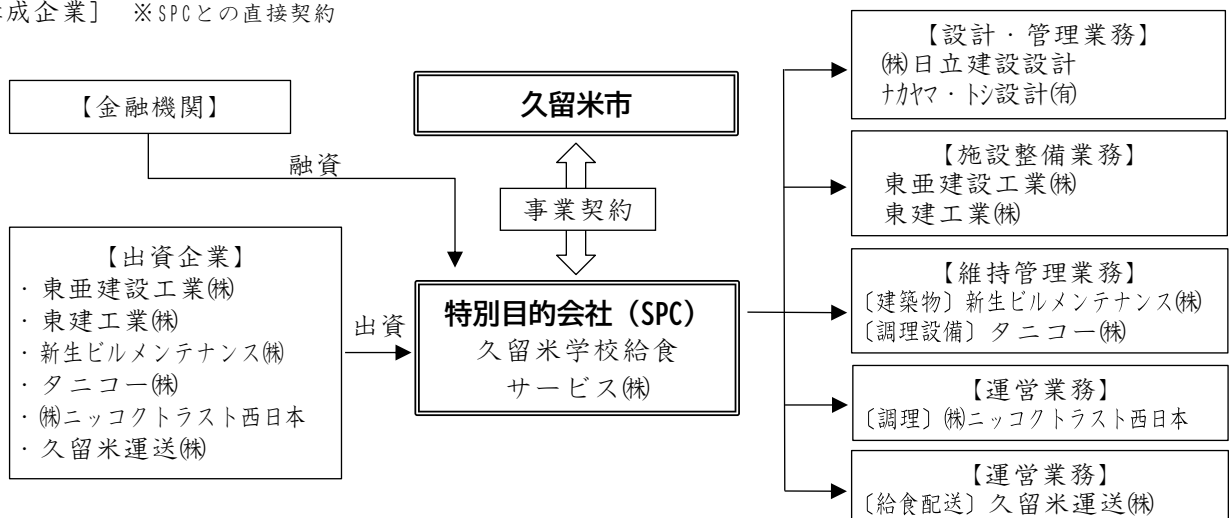 成企業］ ※SPCとの直接契約
【金融機関】
融資
久留米市
事業契約
【出資企業】
・東亜建設工業㈱
・東建工業㈱
・新生ビルメンテナンス㈱
・タニコー㈱
・㈱ニッコクトラスト西日本
・久留米運送㈱
出資
特別目的会社（SPC）
久留米学校給食
サービス㈱
【設計・管理業務】
㈱日立建設設計
ナカヤマ・トシ設計㈲
【施設整備業務】
東亜建設工業㈱
東建工業㈱
【維持管理業務】
〔建築物〕新生ビルメンテナンス㈱
〔調理設備〕タニコー㈱
【運営業務】
〔調理〕㈱ニッコクトラスト西日本
【運営業務】
〔給食配送〕久留米運送㈱